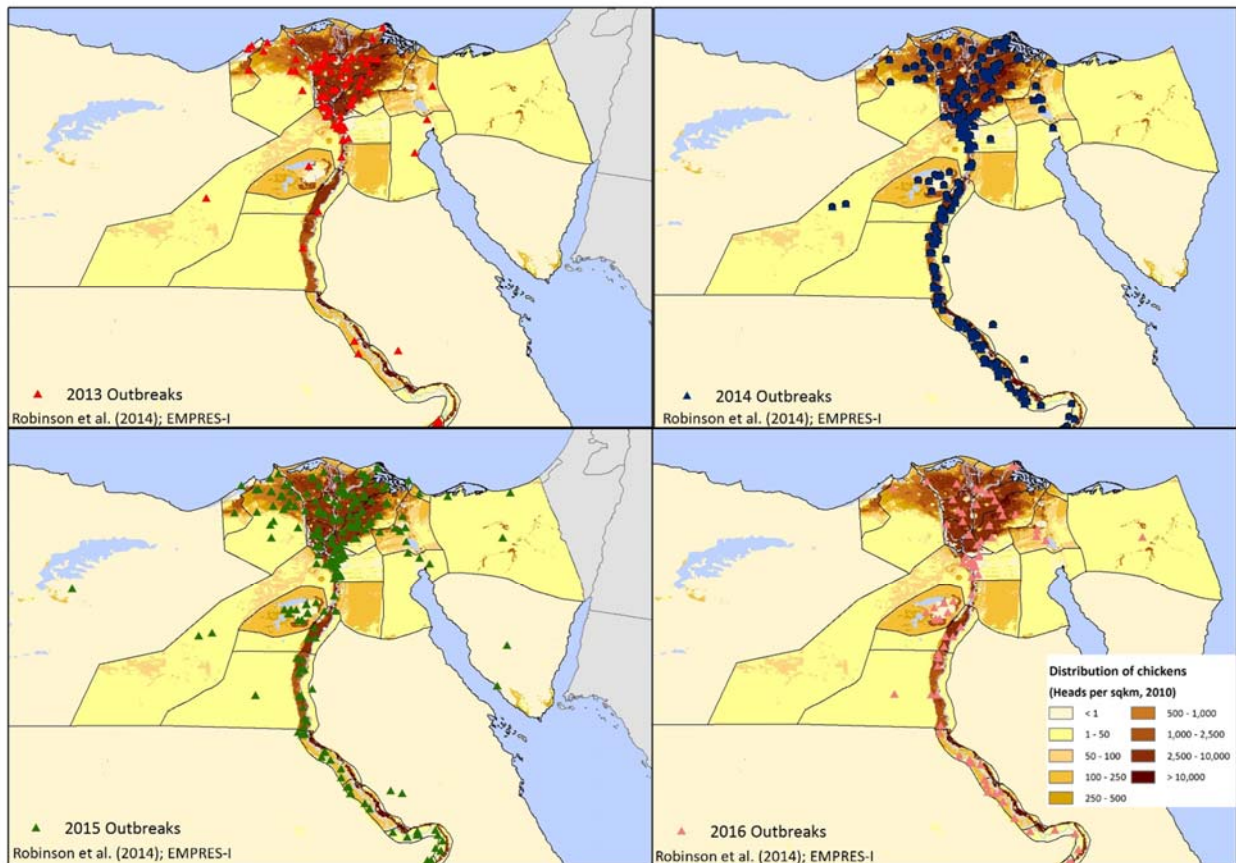 2013 Outbreaks
Robinson et al. (2014); EMPRES-I
2014 Outbreaks
Robinson et al. (2014); EMPRES-I
2015 Outbreaks
Robinson et al. (2014); EMPRES-I
Distribution of chickens
(Heads per sqkm, 2010)
< 1
500 - 1,000
1 - 50
1,000 - 2,500
50 - 100
2,500 - 10,000
100 - 250
> 10,000
250 - 500
2016 Outbreaks
Robinson et al. (2014); EMPRES-I